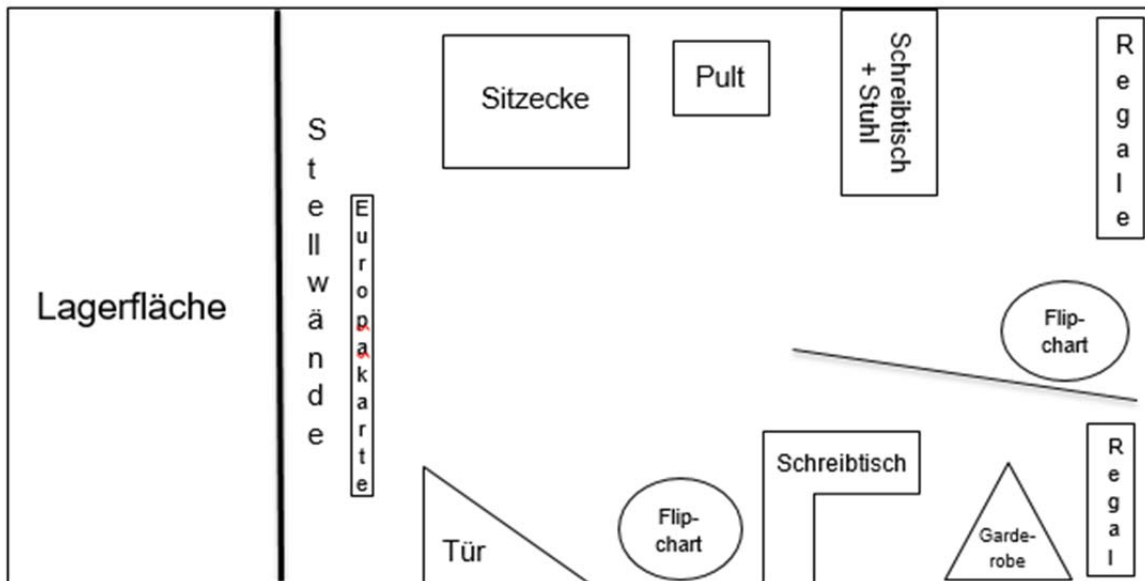 Lagerfläche
Stellwände
Europakarte
Sitzecke
Pult
Schreibtisch
+ Stuhl
Regale
Flip-
chart
Schreibtisch
Regal
Flip-
chart
Garde-
robe
Tür